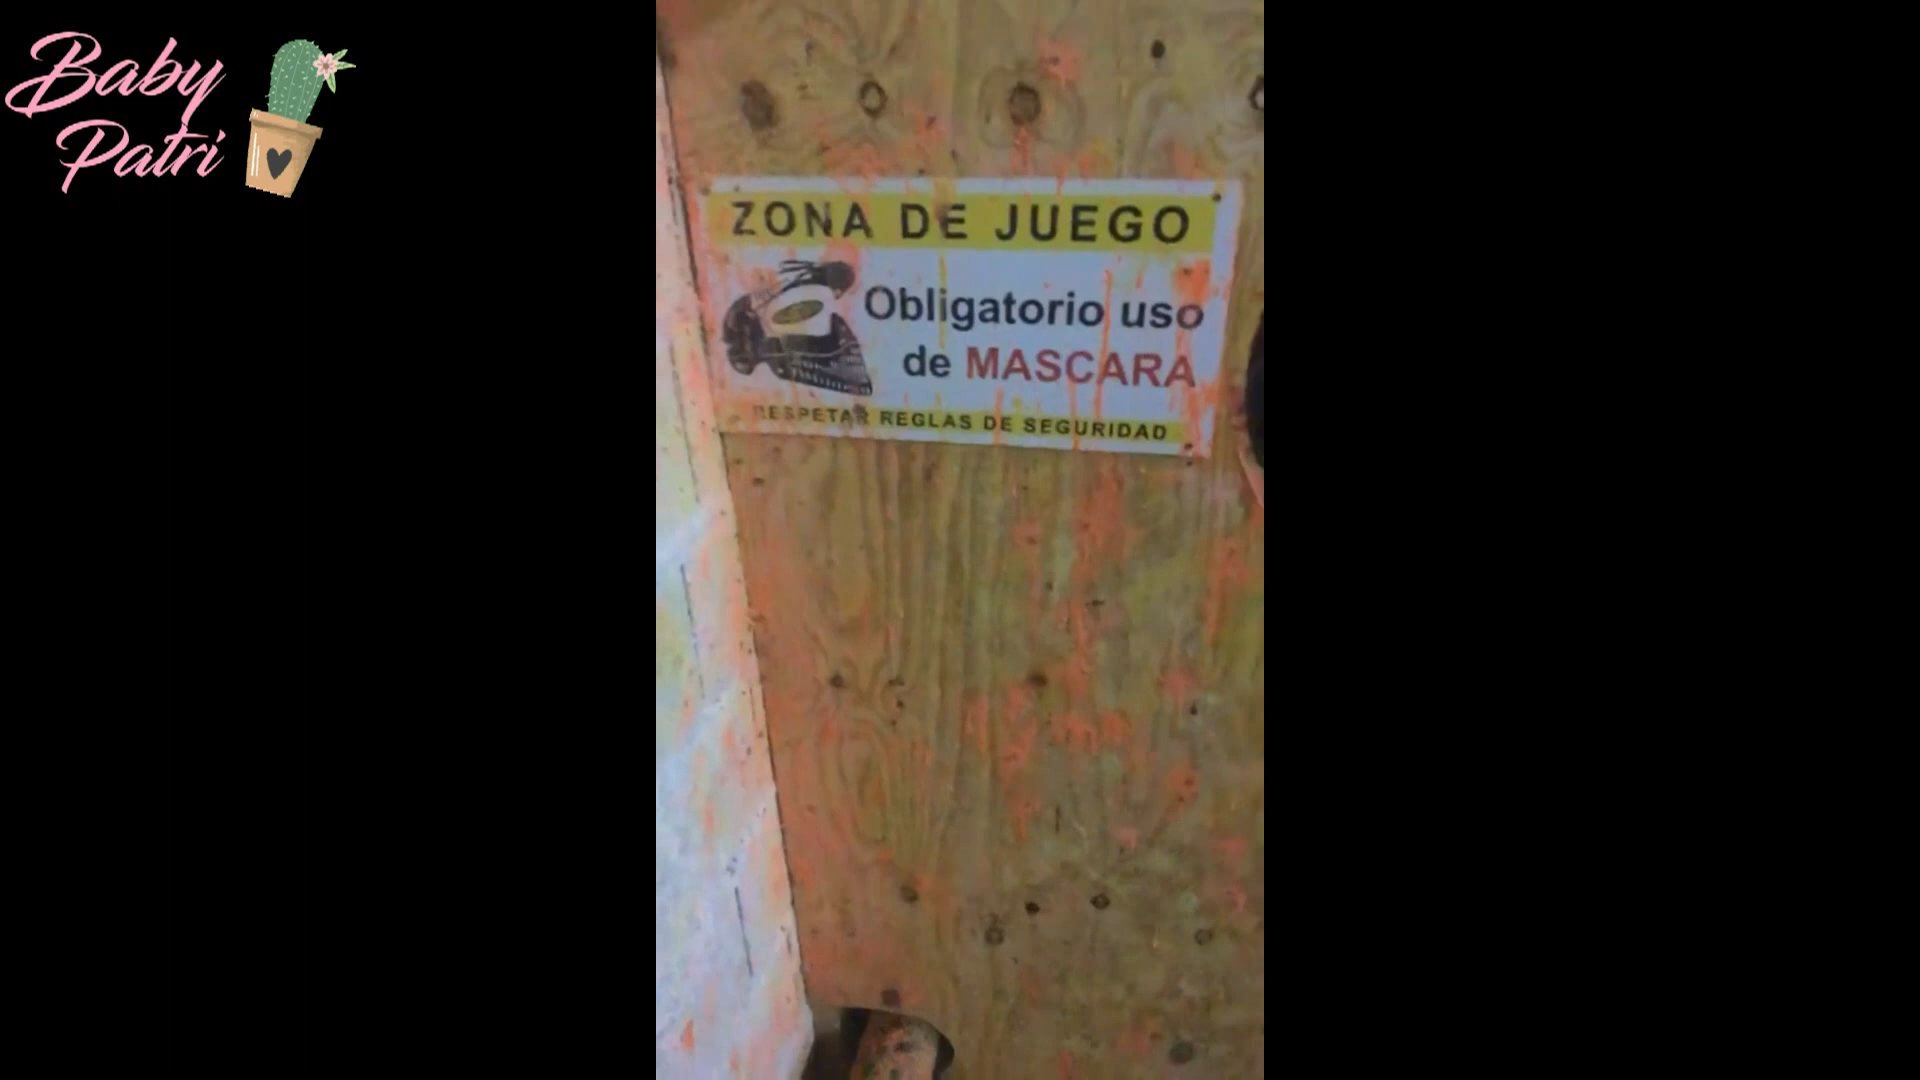 Baby
Patri
ZONA DE JUEGO
Obligatorio uso
de MASCARA
RESPETAR REGLAS DE SEGURIDAD